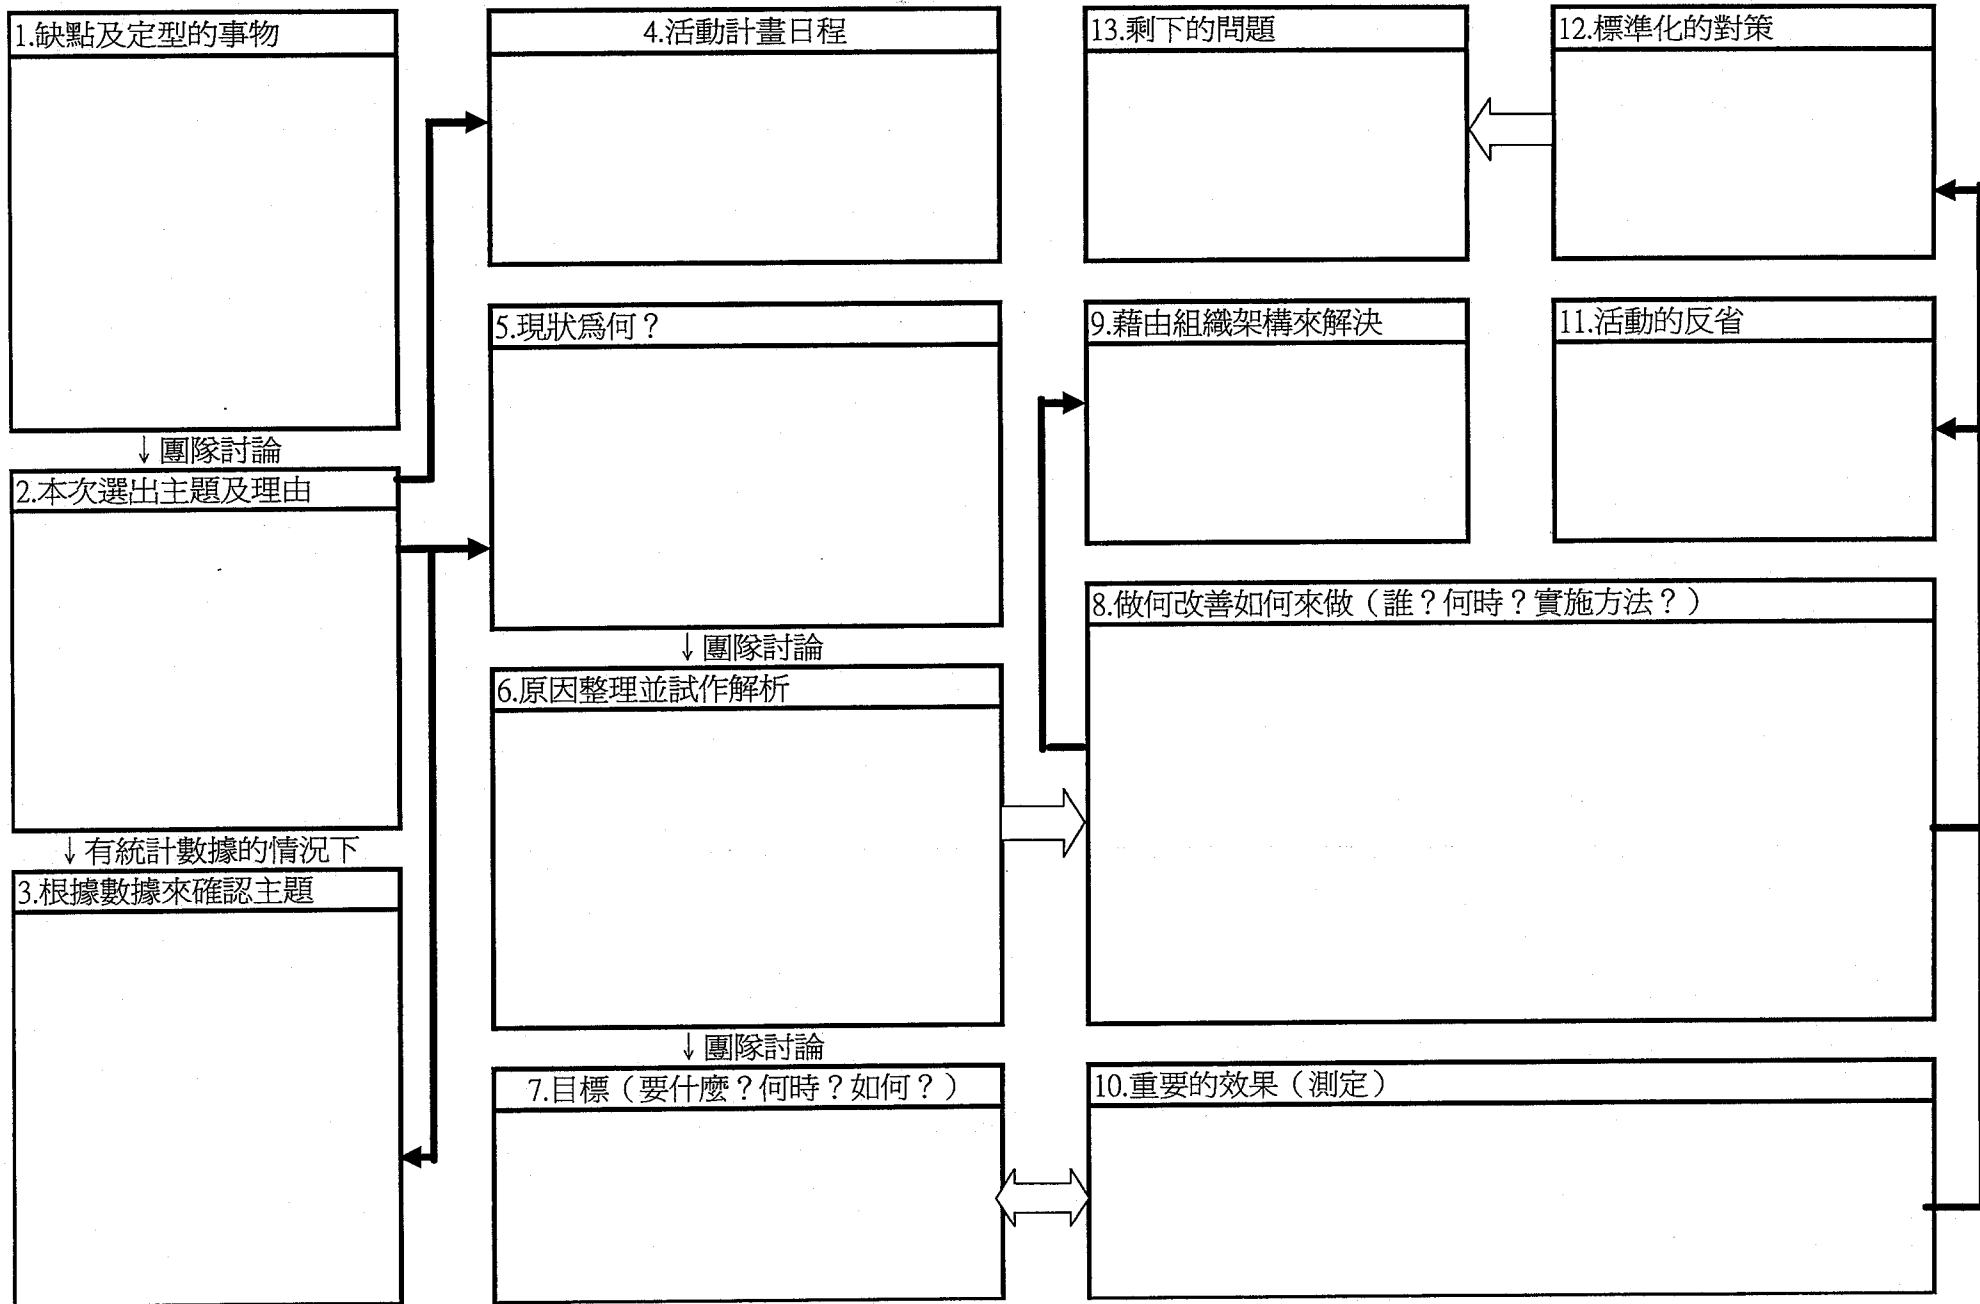 1.缺點及定型的事物
↓團隊討論
2.本次選出主題及理由
↓有統計數據的情況下
3.根據數據來確認主題
4.活動計畫日程
5.現狀爲何？
↓團隊討論
6.原因整理並試作解析
↓團隊討論
7.目標（要什麼？何時？如何？）
13.剩下的問題
12.標準化的對策
9.藉由組織架構來解決
11.活動的反省
8.做何改善如何來做（誰？何時？實施方法？）
10.重要的效果（測定）